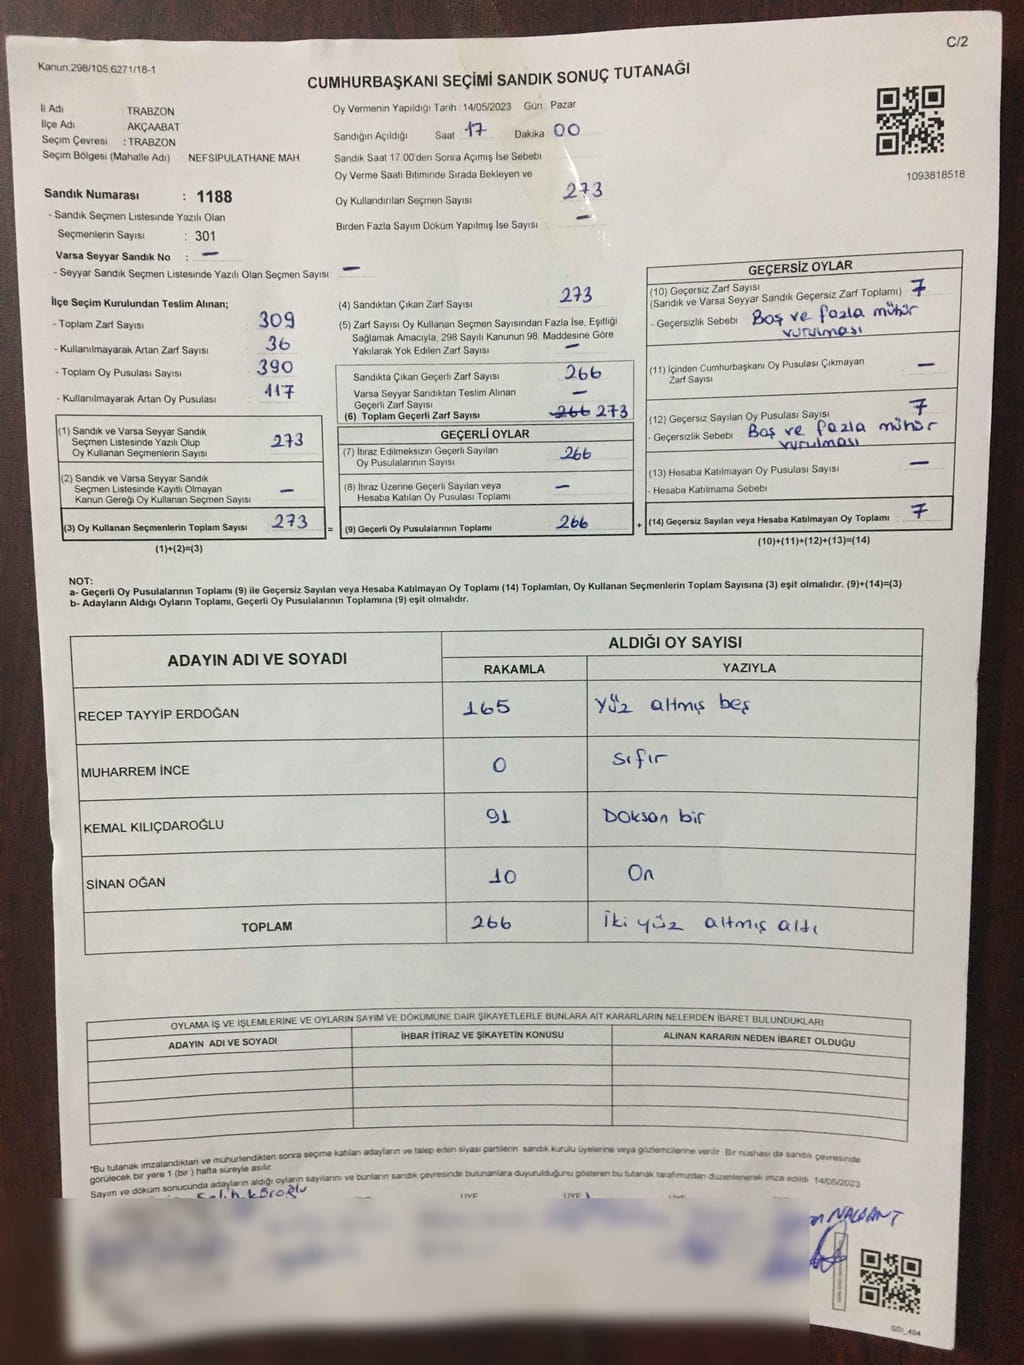 C/2
Kanun:298/105;6271/18-1
CUMHURBAŞKANI SEÇİMİ SANDIK SONUÇ TUTANAĞI
İl Adı : TRABZON
İlçe Adı : AKÇAABAT
Seçim Çevresi : TRABZON
Seçim Bölgesi (Mahalle Adı) NEFSİPULATHANE MAH.
Oy Vermenin Yapıldığı Tarih :14/05/2023 Gün : Pazar
Sandığın Açıldığı Saat : 17 Dakika : 00
Sandık Saat 17.00'den Sonra Açımış İse Sebebi
Oy Verme Saati Bitiminde Sırada Bekleyen ve
Oy Kullandırılan Seçmen Sayısı 273
Birden Fazla Sayım Döküm Yapılmış İse Sayısı —
1093818518
Sandık Numarası : 1188
- Sandık Seçmen Listesinde Yazılı Olan
Seçmenlerin Sayısı : 301
Varsa Seyyar Sandık No : —
- Seyyar Sandık Seçmen Listesinde Yazılı Olan Seçmen Sayısı: —
İlçe Seçim Kurulundan Teslim Alınan;
- Toplam Zarf Sayısı 309
- Kullanılmayarak Artan Zarf Sayısı 36
- Toplam Oy Pusulası Sayısı 390
- Kullanılmayarak Artan Oy Pusulası 117
(1) Sandık ve Varsa Seyyar Sandık
Seçmen Listesinde Yazılı Olup
Oy Kullanan Seçmenlerin Sayısı 273
(2) Sandık ve Varsa Seyyar Sandık
Seçmen Listesinde Kayıtlı Olmayan
Kanun Gereği Oy Kullanan Seçmen Sayısı —
(3) Oy Kullanan Seçmenlerin Toplam Sayısı 273 =
(1)+(2)=(3)
(4) Sandıktan Çıkan Zarf Sayısı 273
(5) Zarf Sayısı Oy Kullanan Seçmen Sayısından Fazla İse, Eşitliği
Sağlamak Amacıyla, 298 Sayılı Kanunun 98. Maddesine Göre
Yakılarak Yok Edilen Zarf Sayısı —
Sandıkta Çıkan Geçerli Zarf Sayısı 266
Varsa Seyyar Sandıktan Teslim Alınan
Geçerli Zarf Sayısı —
(6) Toplam Geçerli Zarf Sayısı 266 273
GEÇERLİ OYLAR
(7) İtiraz Edilmeksizin Geçerli Sayılan
Oy Pusulalarının Sayısı 266
(8) İtiraz Üzerine Geçerli Sayılan veya
Hesaba Katılan Oy Pusulası Toplamı —
(9) Geçerli Oy Pusulalarının Toplamı 266 +
GEÇERSİZ OYLAR
(10) Geçersiz Zarf Sayısı 7
(Sandık ve Varsa Seyyar Sandık Geçersiz Zarf Toplamı)
- Geçersizlik Sebebi Boş ve fazla mühür
vurulması
(11) İçinden Cumhurbaşkanı Oy Pusulası Çıkmayan
Zarf Sayısı —
(12) Geçersiz Sayılan Oy Pusulası Sayısı 7
- Geçersizlik Sebebi Boş ve fazla mühür
vurulması
(13) Hesaba Katılmayan Oy Pusulası Sayısı —
- Hesaba Katılmama Sebebi
(14) Geçersiz Sayılan veya Hesaba Katılmayan Oy Toplamı : 7
(10)+(11)+(12)+(13)=(14)
NOT:
a- Geçerli Oy Pusulalarının Toplamı (9) ile Geçersiz Sayılan veya Hesaba Katılmayan Oy Toplamı (14) Toplamları, Oy Kullanan Seçmenlerin Toplam Sayısına (3) eşit olmalıdır. (9)+(14)=(3)
b- Adayların Aldığı Oyların Toplamı, Geçerli Oy Pusulalarının Toplamına (9) eşit olmalıdır.
ADAYIN ADI VE SOYADI
ALDIĞI OY SAYISI
RAKAMLA YAZIYLA
RECEP TAYYİP ERDOĞAN 165 Yüz altmış beş
MUHARREM İNCE 0 Sıfır
KEMAL KILIÇDAROĞLU 91 Doksan bir
SİNAN OĞAN 10 On
TOPLAM 266 İki yüz altmış altı
OYLAMA İŞ VE İŞLEMLERİNE VE OYLARIN SAYIM VE DÖKÜMÜNE DAİR ŞİKAYETLERLE BUNLARA AİT KARARLARIN NELERDEN İBARET BULUNDUKLARI
ADAYIN ADI VE SOYADI İHBAR İTİRAZ VE ŞİKAYETİN KONUSU ALINAN KARARIN NEDEN İBARET OLDUĞU
*Bu tutanak imzalandıktan ve mühürlendikten sonra seçime katılan adayların ve talep eden siyasi partilerin sandık kurulu üyelerine veya gözlemcilerine verilir. Bir nüshası da sandık çevresinde
görülecek bir yere 1 (bir ) hafta süreyle asılır.
Sayım ve döküm sonucunda adayların aldığı oyların sayılarını ve bunların sandık çevresinde bulunanlara duyurulduğunu gösteren bu tutanak tarafımızdan düzenlenerek imza edildi. 14/05/2023
Salih Köroğlu
NALBANT